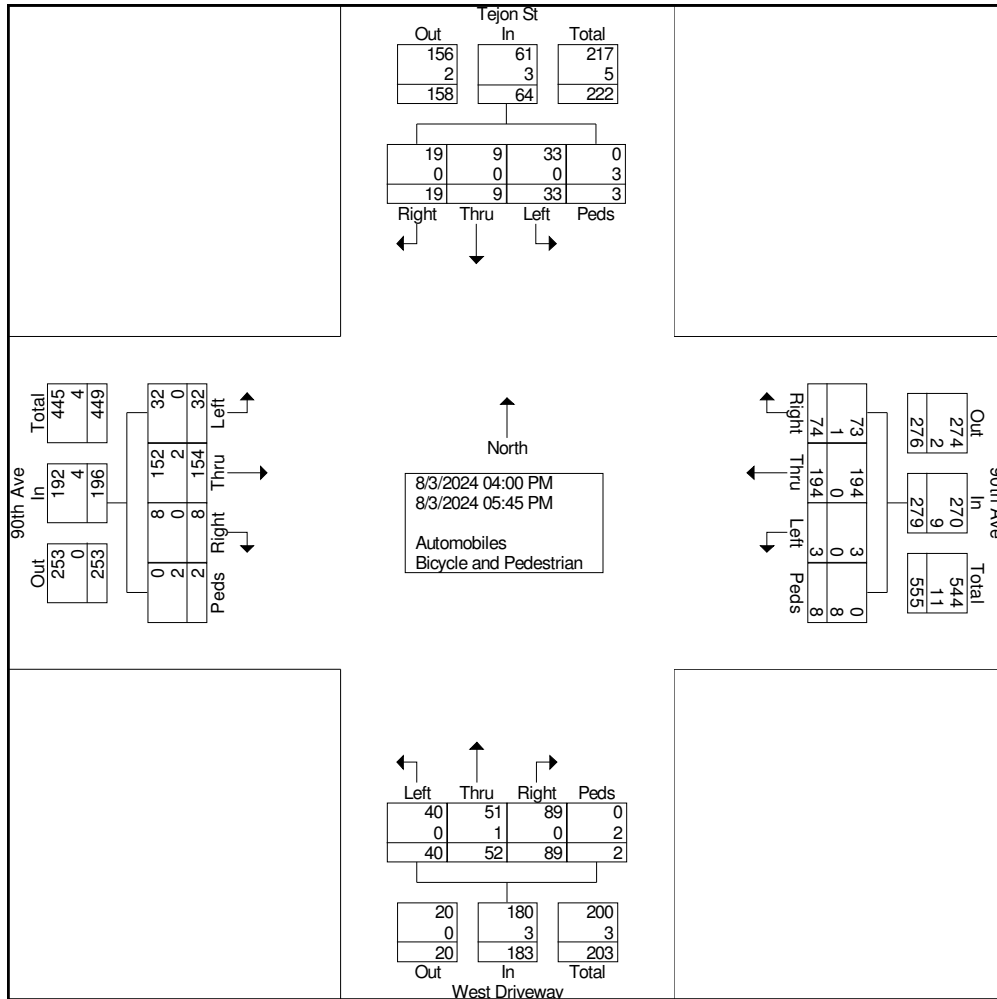 Tejon St
Out In Total
156 61 217
2 3 5
158 64 222
19 9 33 0
0 0 0 3
19 9 33 3
Right Thru Left Peds
90th Ave
Out In Total
253 192 445
0 4 4
253 196 449
Left Thru Right Peds
32 152 8 0
0 2 0 2
32 154 8 2
North
8/3/2024 04:00 PM
8/3/2024 05:45 PM
Automobiles
Bicycle and Pedestrian
Right Thru Left Peds
73 194 3 0
1 0 0 8
74 194 3 8
90th Ave
Out In Total
274 270 544
2 9 11
276 279 555
Left Thru Right Peds
40 51 89 0
0 1 0 2
40 52 89 2
20 180 200
0 3 3
20 183 203
Out In Total
West Driveway